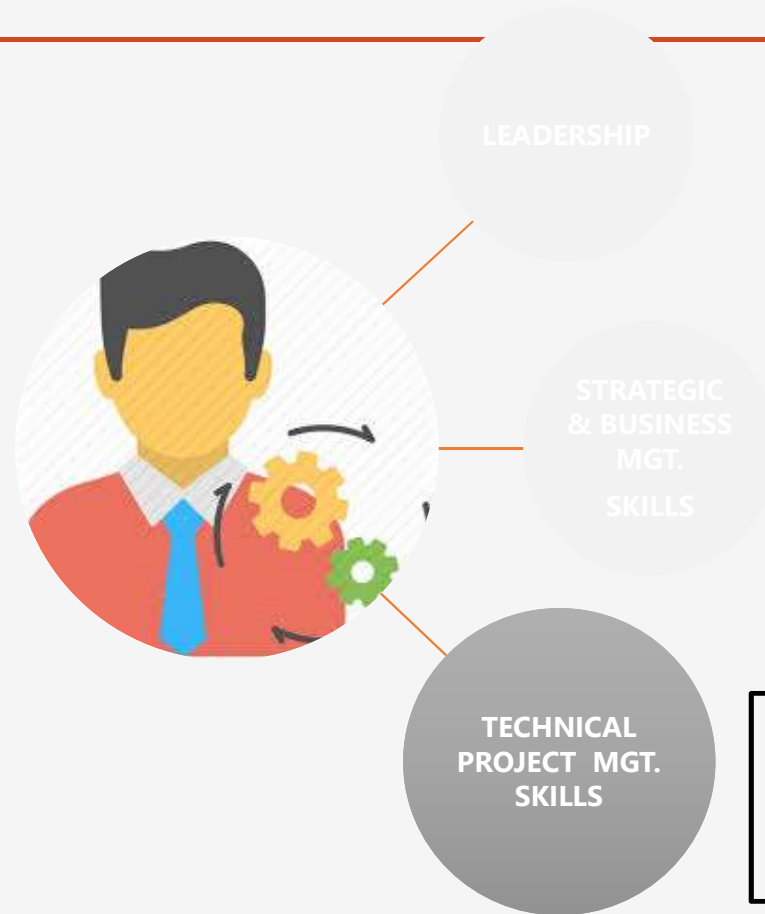 LEADERSHIP
STRATEGIC
& BUSINESS
MGT.
SKILLS
TECHNICAL
PROJECT MGT.
SKILLS